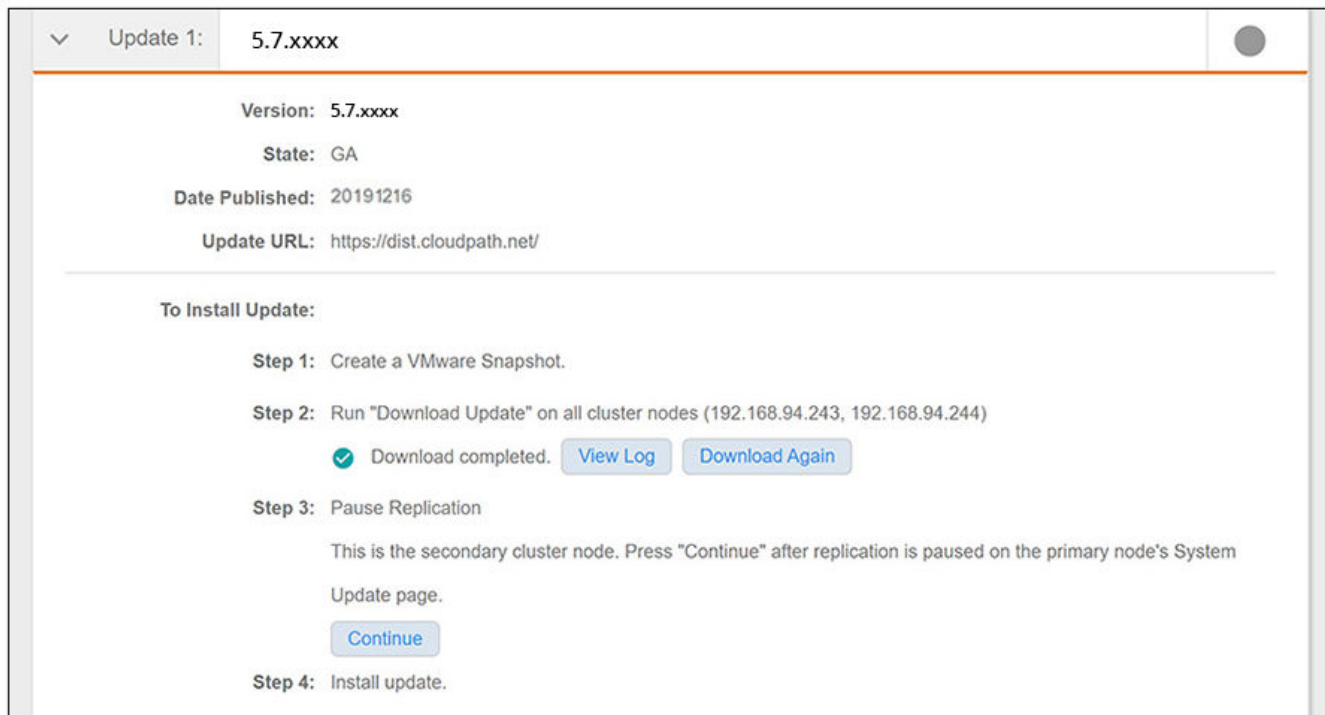 Update 1: 5.7.xxxx
Version: 5.7.xxxx
State: GA
Date Published: 20191216
Update URL: https://dist.cloudpath.net/
To Install Update:
Step 1: Create a VMware Snapshot.
Step 2: Run "Download Update" on all cluster nodes (192.168.94.243, 192.168.94.244)
Download completed. View Log Download Again
Step 3: Pause Replication
This is the secondary cluster node. Press "Continue" after replication is paused on the primary node's System
Update page.
Continue
Step 4: Install update.